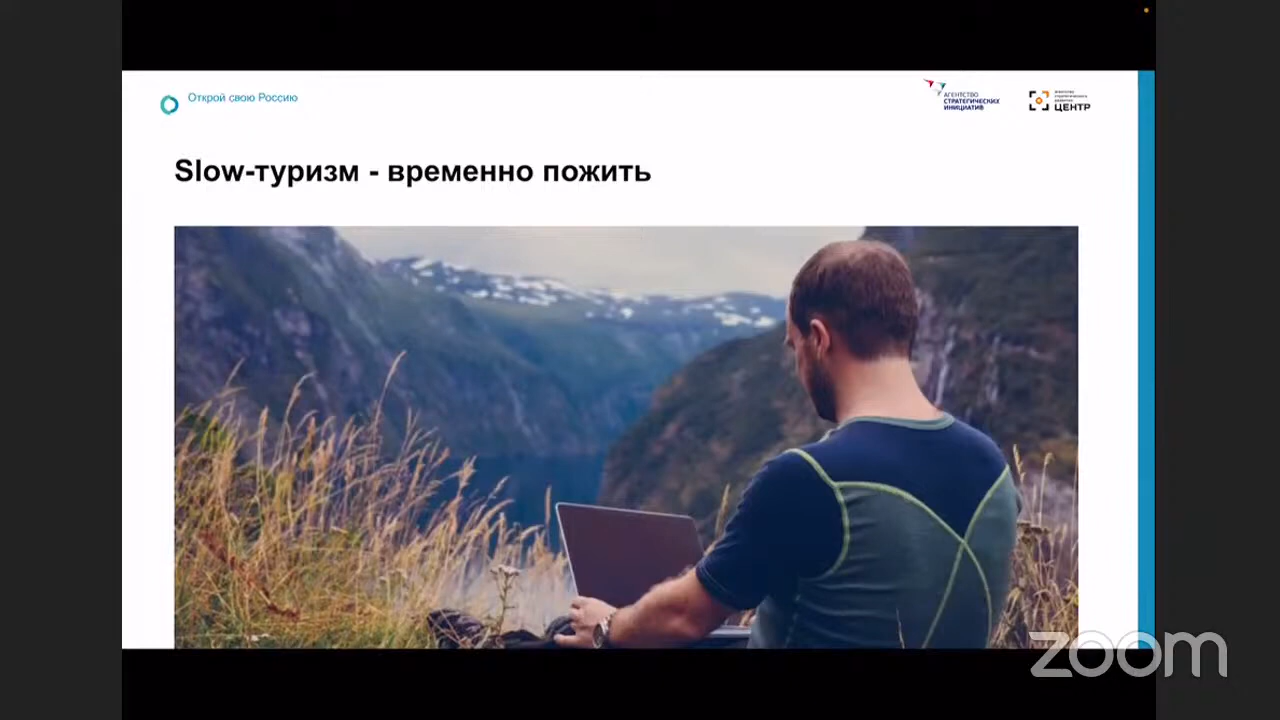 Открой свою Россию
АГЕНТСТВО
СТРАТЕГИЧЕСКИХ
ИНИЦИАТИВ
ЦЕНТР
Slow-туризм - временно пожить
zoom